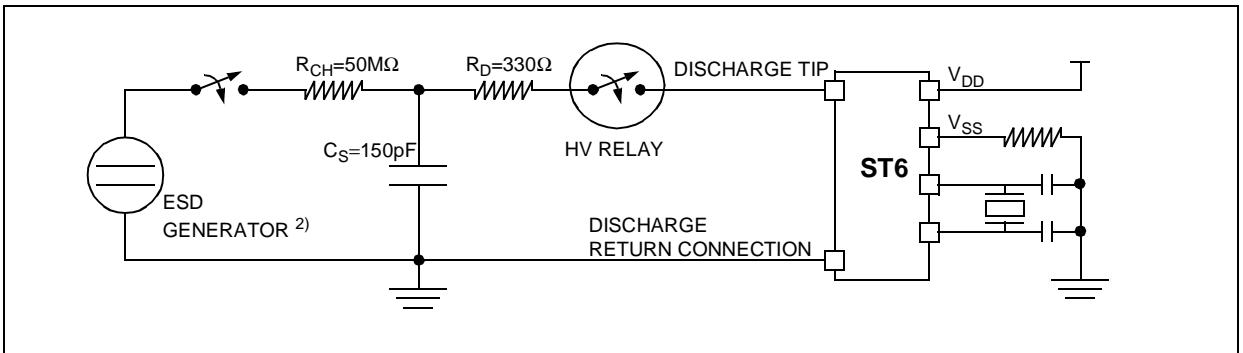 R_CH=50MΩ
R_D=330Ω
DISCHARGE TIP
V_DD
V_SS
C_S=150pF
HV RELAY
ST6
ESD
GENERATOR 2)
DISCHARGE
RETURN CONNECTION